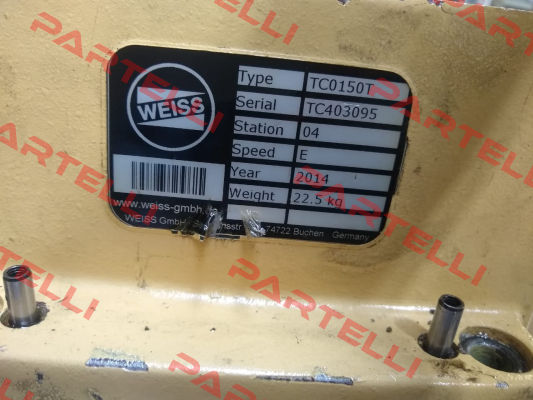 WEISS
Type TC0150T
Serial TC403095
Station 04
Speed E
Year 2014
Weight 22.5 kg
www.weiss-gmbh.de
WEISS GmbH 74722 Buchen Germany
PARTELLI
PARTELLI
PARTELLI
PARTELLI
PARTELLI
PARTELLI